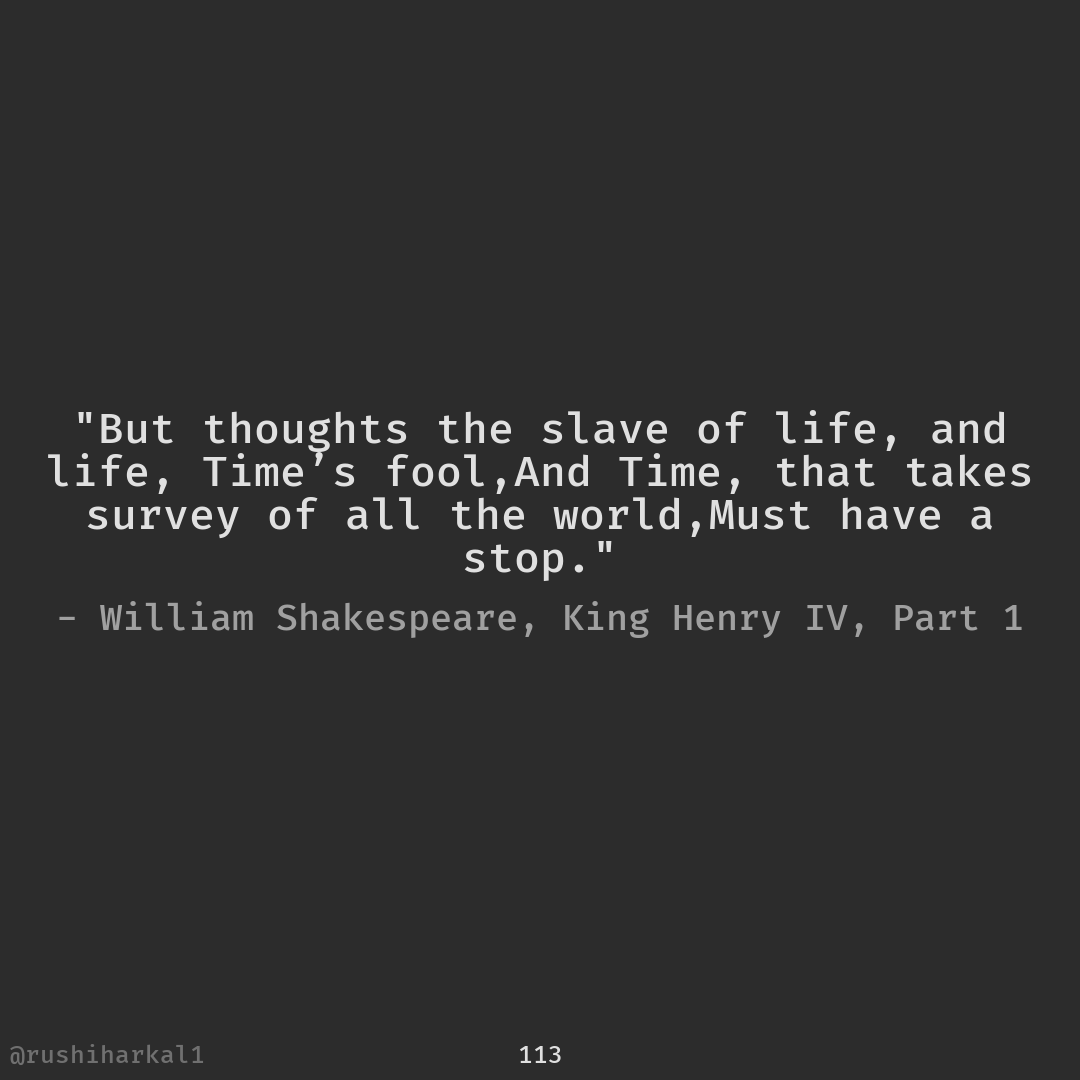 "But thoughts the slave of life, and
life, Time’s fool,And Time, that takes
survey of all the world,Must have a
stop."
– William Shakespeare, King Henry IV, Part 1
@rushiharkal1
113